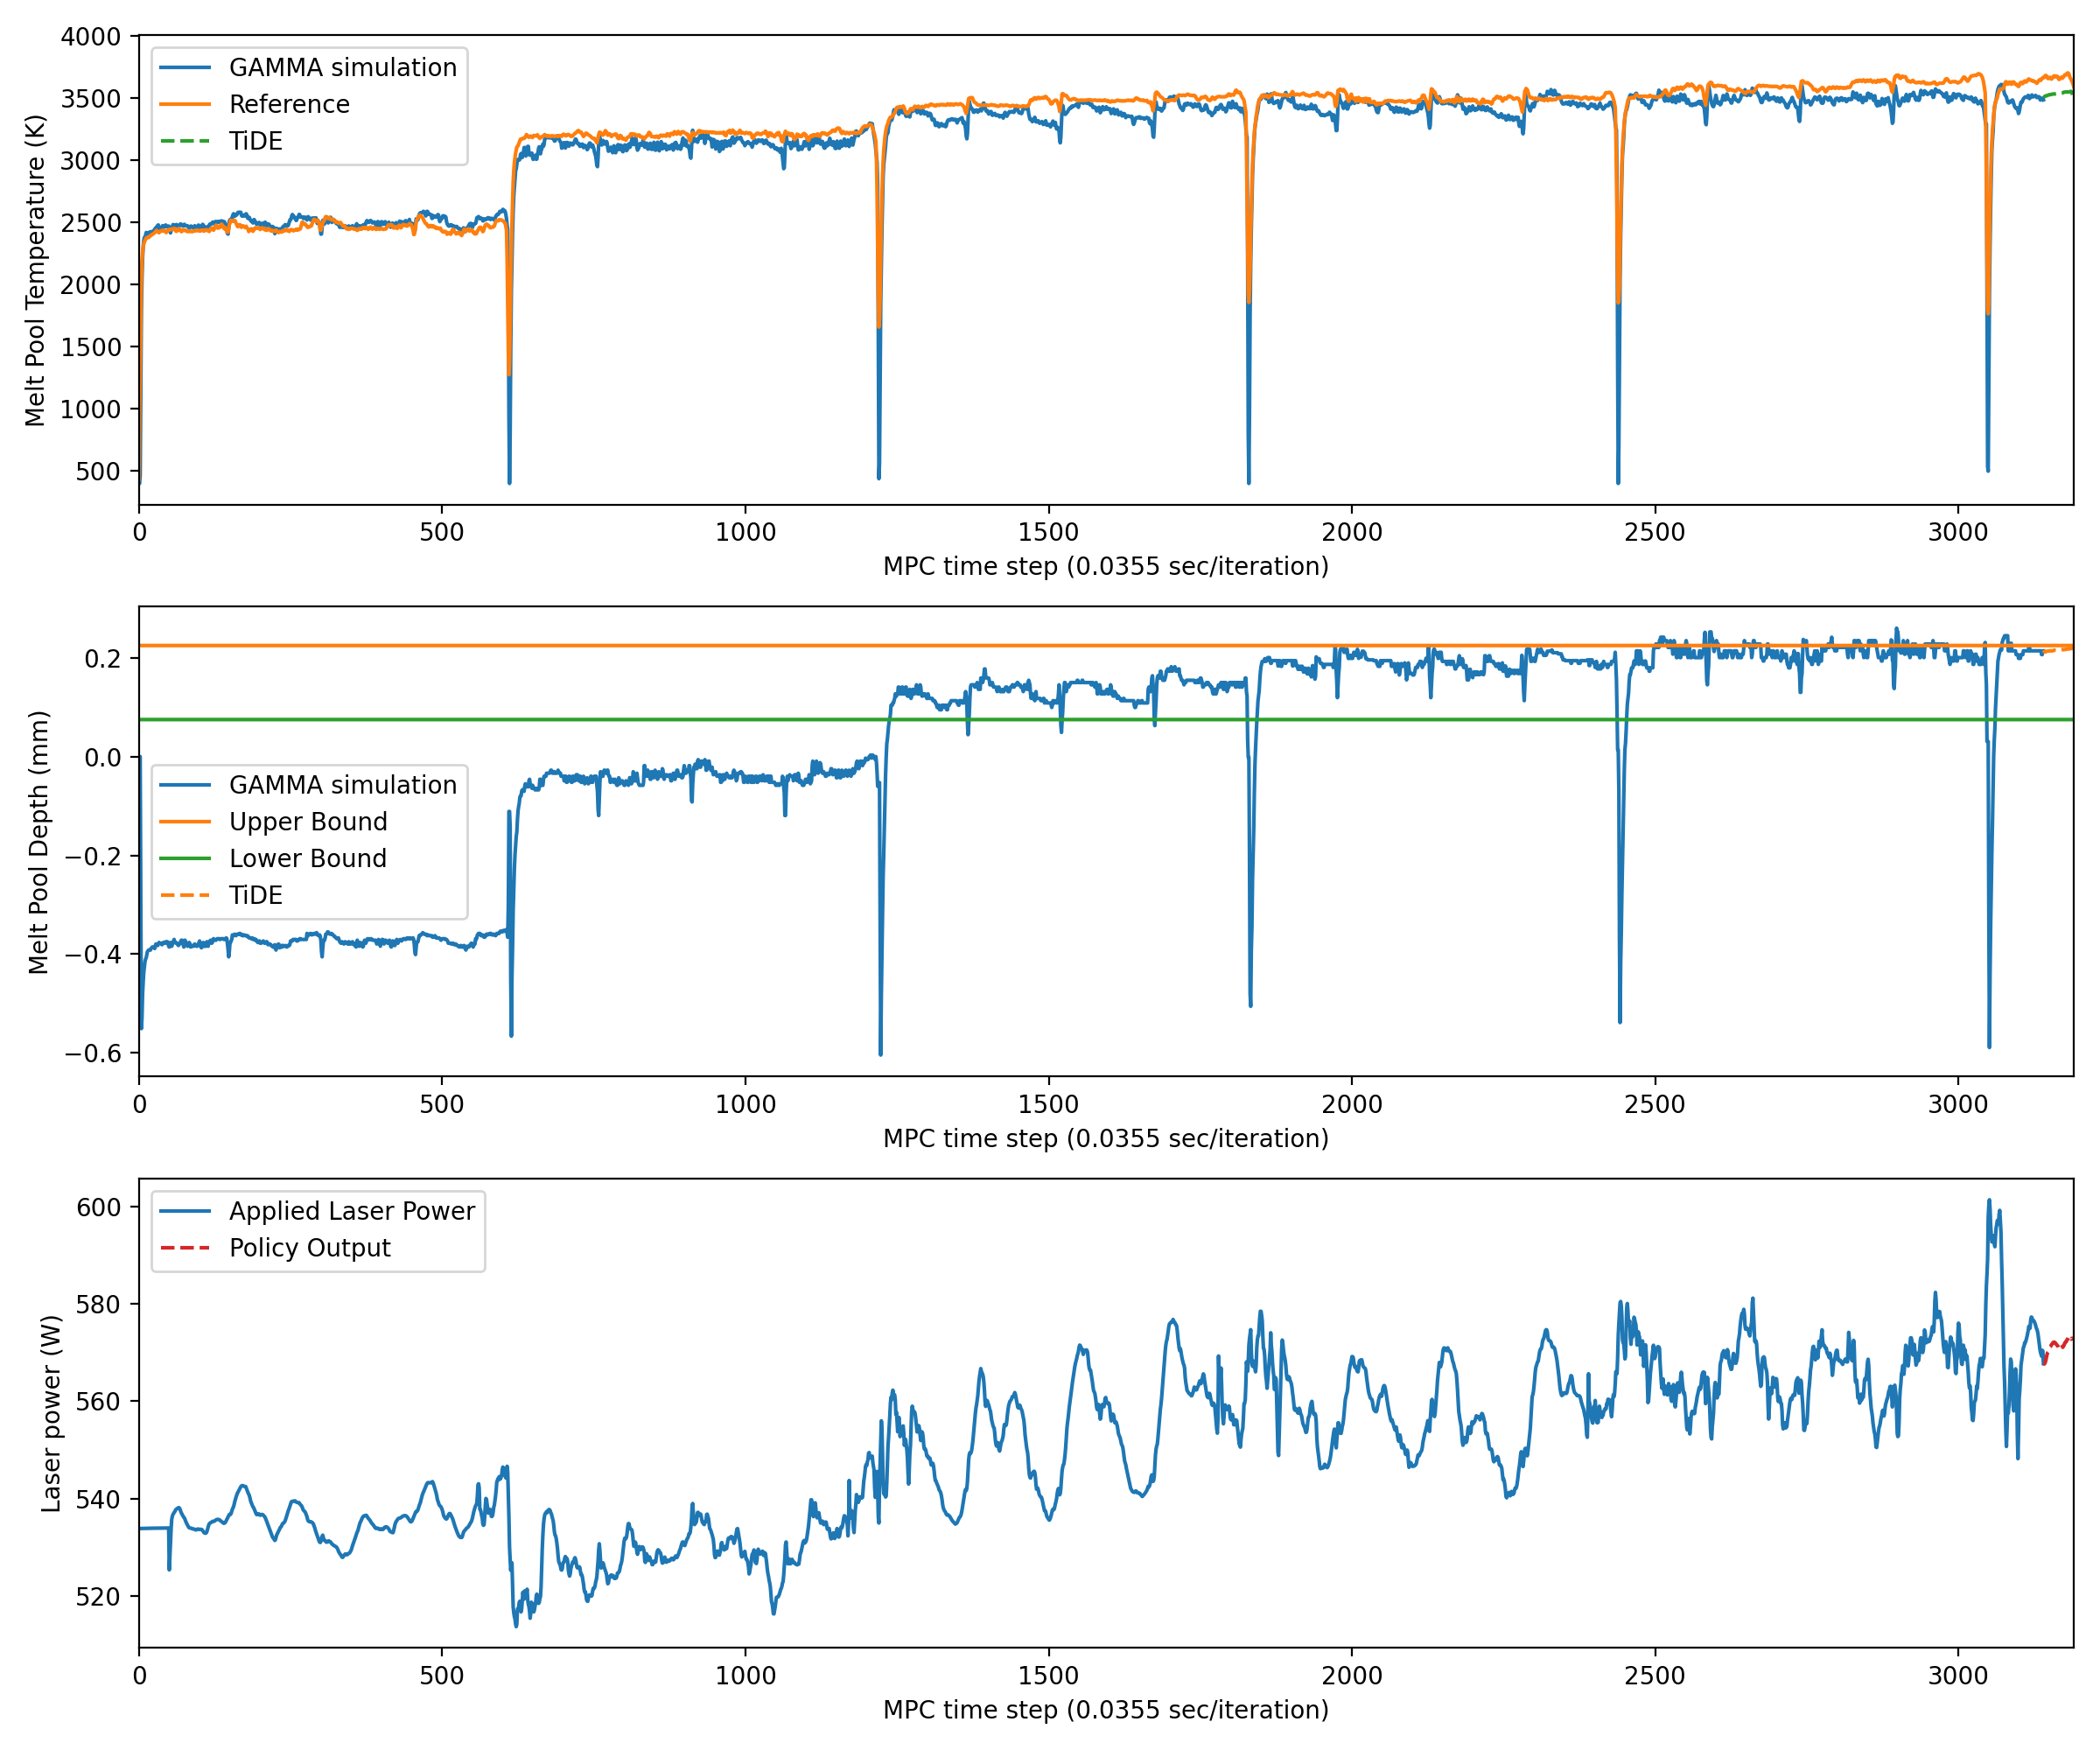 4000
3500
3000
2500
2000
1500
1000
500
Melt Pool Temperature (K)
GAMMA simulation
Reference
TiDE
0 500 1000 1500 2000 2500 3000
MPC time step (0.0355 sec/iteration)
0.2
0.0
−0.2
−0.4
−0.6
Melt Pool Depth (mm)
GAMMA simulation
Upper Bound
Lower Bound
TiDE
0 500 1000 1500 2000 2500 3000
MPC time step (0.0355 sec/iteration)
600
580
560
540
520
Laser power (W)
Applied Laser Power
Policy Output
0 500 1000 1500 2000 2500 3000
MPC time step (0.0355 sec/iteration)